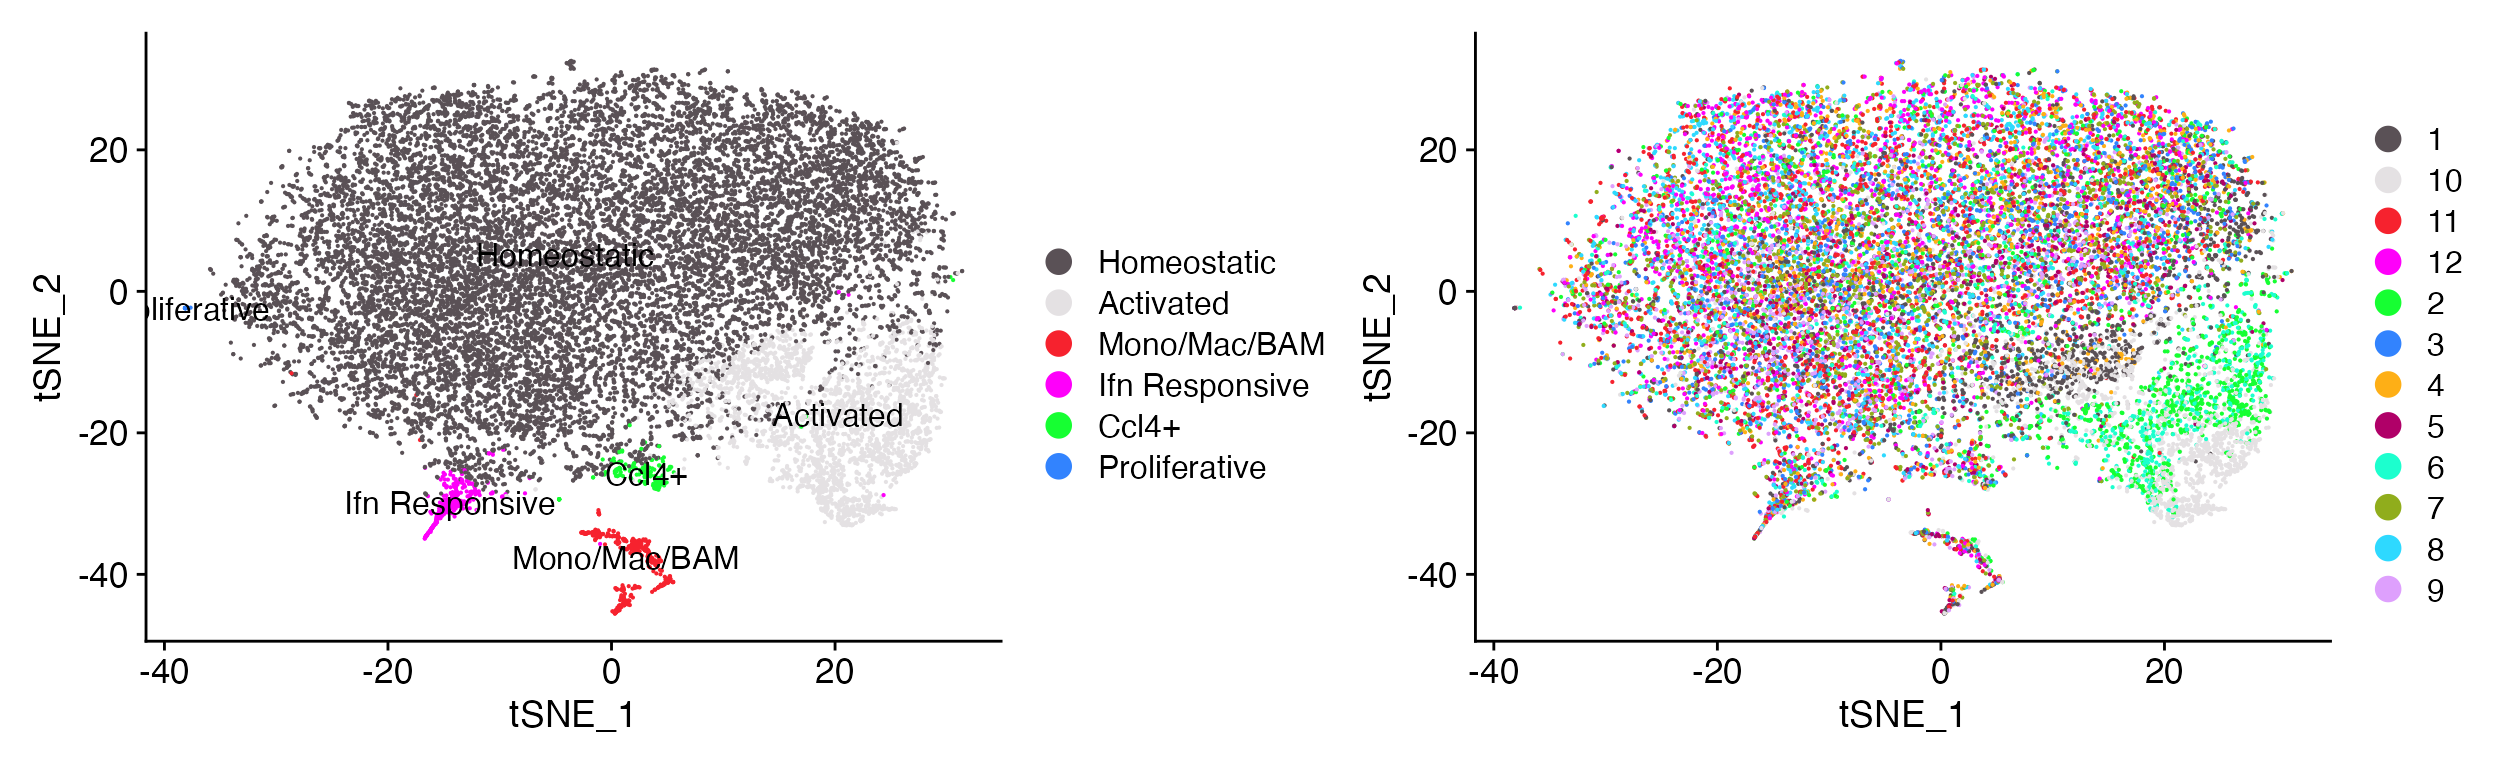 tSNE_2
20
0
-20
-40
-40
-20
0
20
tSNE_1
Homeostatic
oliferative
Activated
Ccl4+
Ifn Responsive
Mono/Mac/BAM
Homeostatic
Activated
Mono/Mac/BAM
Ifn Responsive
Ccl4+
Proliferative
tSNE_2
20
0
-20
-40
-40
-20
0
20
tSNE_1
1
10
11
12
2
3
4
5
6
7
8
9